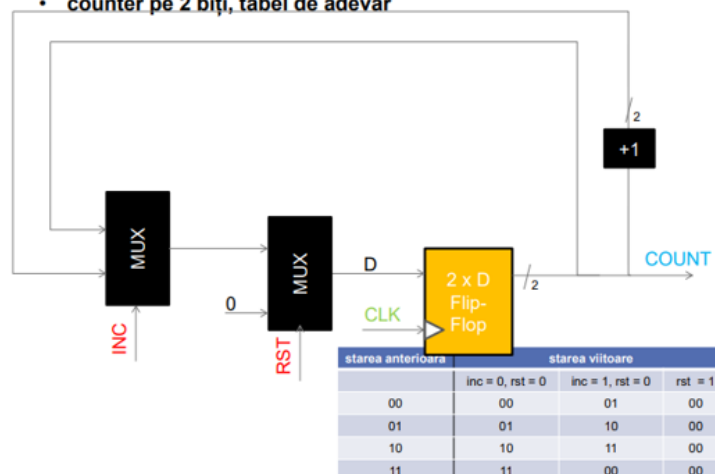 • counter pe 2 biți, tabel de adevăr
2
+1
MUX
MUX
D
2 x D
Flip-
Flop
2
COUNT
0
CLK
INC
RST
starea anterioara starea viitoare
inc = 0, rst = 0 inc = 1, rst = 0 rst = 1
00 00 01 00
01 01 10 00
10 10 11 00
11 11 00 00